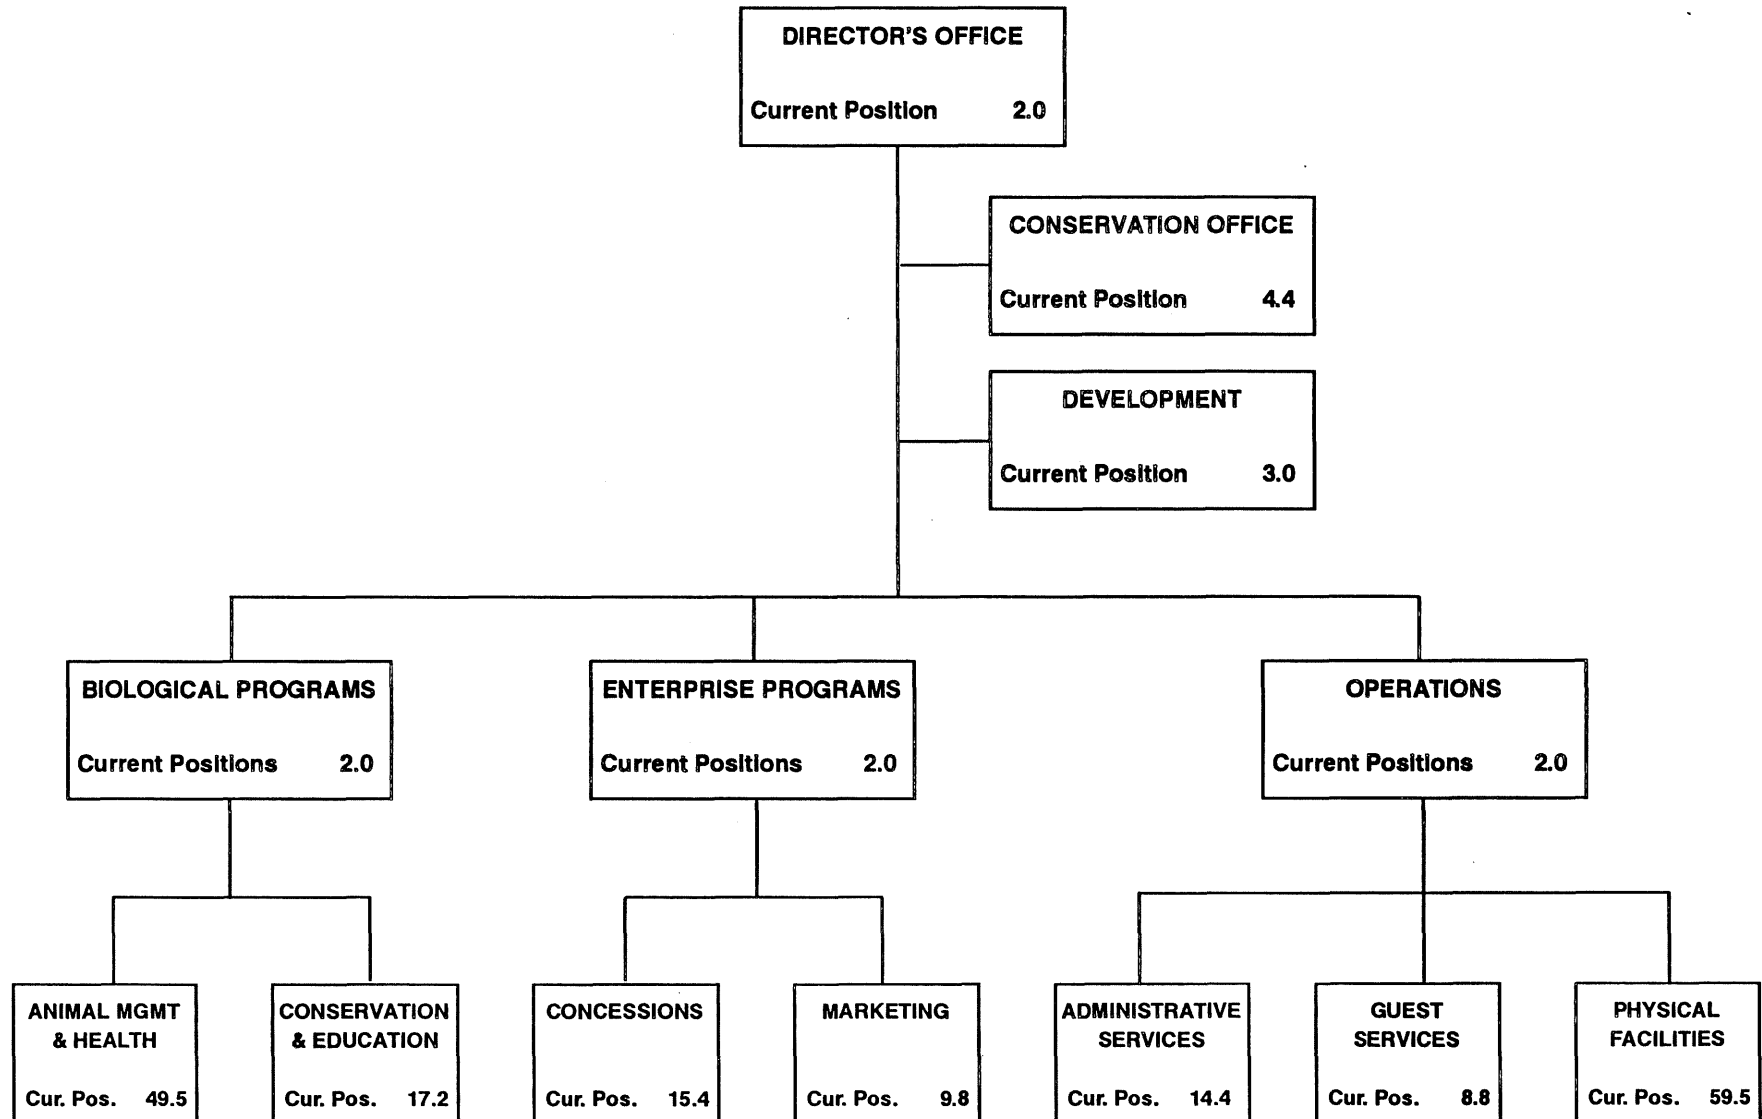 DIRECTOR'S OFFICE
Current Position 2.0
CONSERVATION OFFICE
Current Position 4.4
DEVELOPMENT
Current Position 3.0
BIOLOGICAL PROGRAMS
Current Positions 2.0
ENTERPRISE PROGRAMS
Current Positions 2.0
OPERATIONS
Current Positions 2.0
ANIMAL MGMT
& HEALTH
Cur. Pos. 49.5
CONSERVATION
& EDUCATION
Cur. Pos. 17.2
CONCESSIONS
Cur. Pos. 15.4
MARKETING
Cur. Pos. 9.8
ADMINISTRATIVE
SERVICES
Cur. Pos. 14.4
GUEST
SERVICES
Cur. Pos. 8.8
PHYSICAL
FACILITIES
Cur. Pos. 59.5